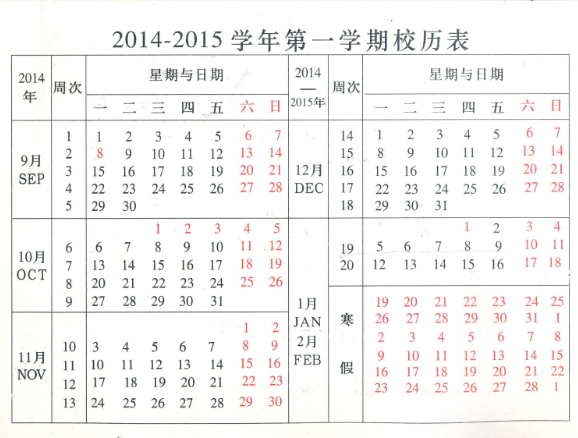 2014-2015 学年第一学期校历表
2014年 周次 星期与日期
一 二 三 四 五 六 日
9月 SEP
1 1 2 3 4 5 6 7
2 8 9 10 11 12 13 14
3 15 16 17 18 19 20 21
4 22 23 24 25 26 27 28
5 29 30
10月 OCT
1 2 3 4 5
6 6 7 8 9 10 11 12
7 13 14 15 16 17 18 19
8 20 21 22 23 24 25 26
9 27 28 29 30 31
11月 NOV
1 2
10 3 4 5 6 7 8 9
11 10 11 12 13 14 15 16
12 17 18 19 20 21 22 23
13 24 25 26 27 28 29 30
2014 — 2015年 周次 星期与日期
一 二 三 四 五 六 日
12月 DEC
14 1 2 3 4 5 6 7
15 8 9 10 11 12 13 14
16 15 16 17 18 19 20 21
17 22 23 24 25 26 27 28
18 29 30 31
1月 JAN 2月 FEB
1 2 3 4
19 5 6 7 8 9 10 11
20 12 13 14 15 16 17 18
寒假
19 20 21 22 23 24 25
26 27 28 29 30 31 1
2 3 4 5 6 7 8
9 10 11 12 13 14 15
16 17 18 19 20 21 22
23 24 25 26 27 28 1